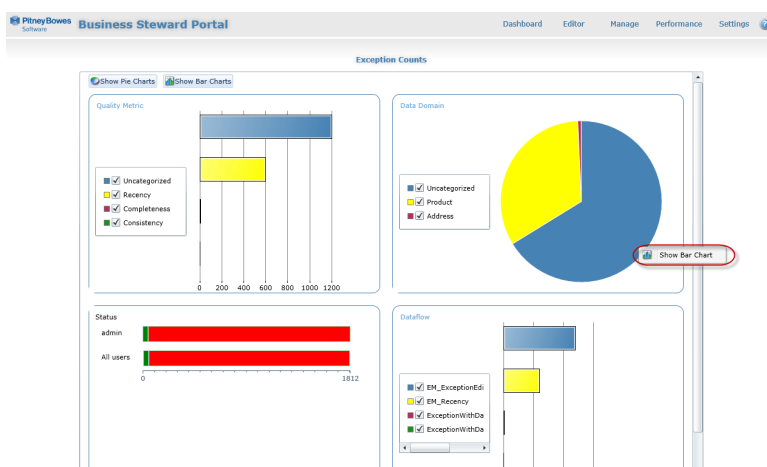 PitneyBowes
Software
Business Steward Portal
Dashboard Editor Manage Performance Settings ?
Exception Counts
Show Pie Charts Show Bar Charts
Quality Metric
Uncategorized
Recency
Completeness
Consistency
0 200 400 600 800 1000 1200
Data Domain
Uncategorized
Product
Address
Show Bar Chart
Status
admin
All users
0 1812
Dataflow
EM_ExceptionEdi
EM_Recency
ExceptionWithDa
ExceptionWithDa